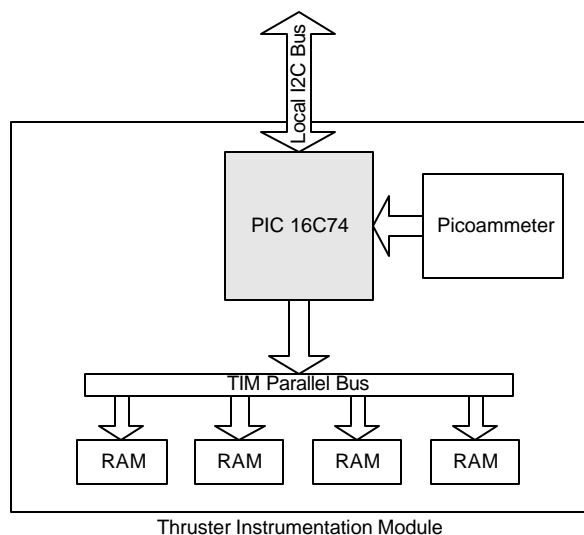 Local I2C Bus
PIC 16C74
Picoammeter
TIM Parallel Bus
RAM
RAM
RAM
RAM
Thruster Instrumentation Module